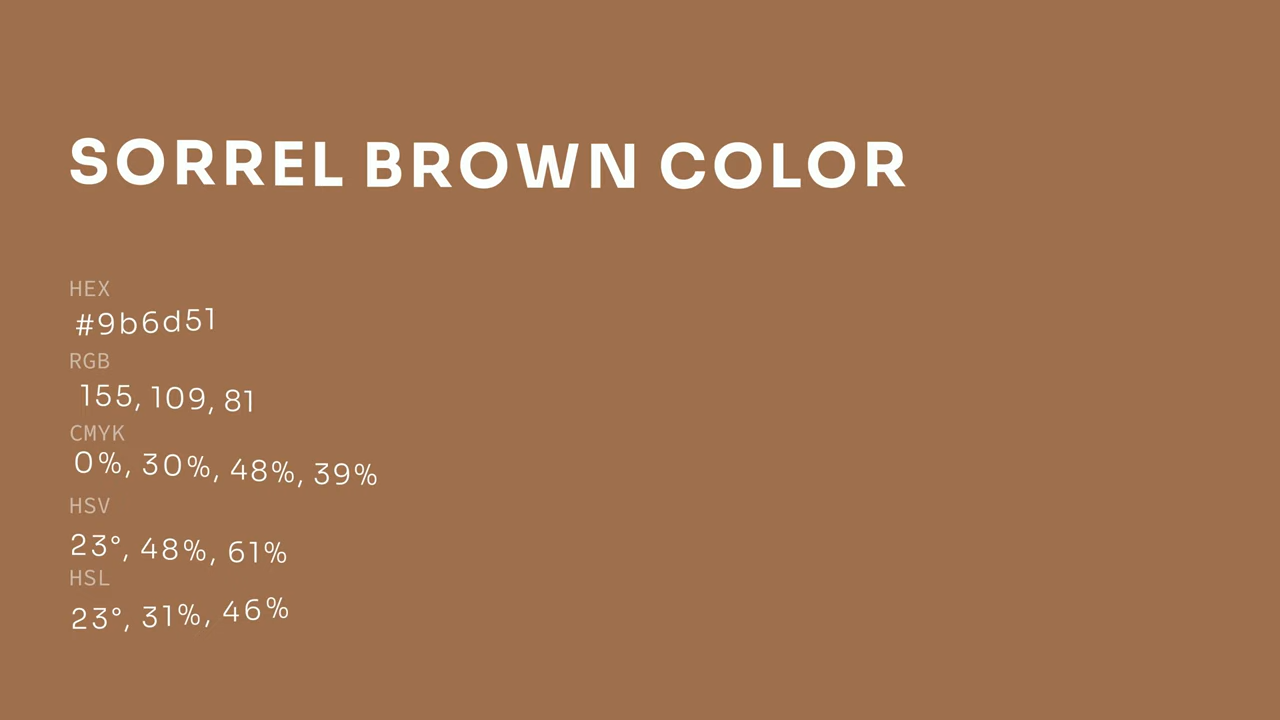 SORREL BROWN COLOR
HEX
#9b6d51
RGB
155, 109, 81
CMYK
0%, 30%, 48%, 39%
HSV
23°, 48%, 61%
HSL
23°, 31%, 46%